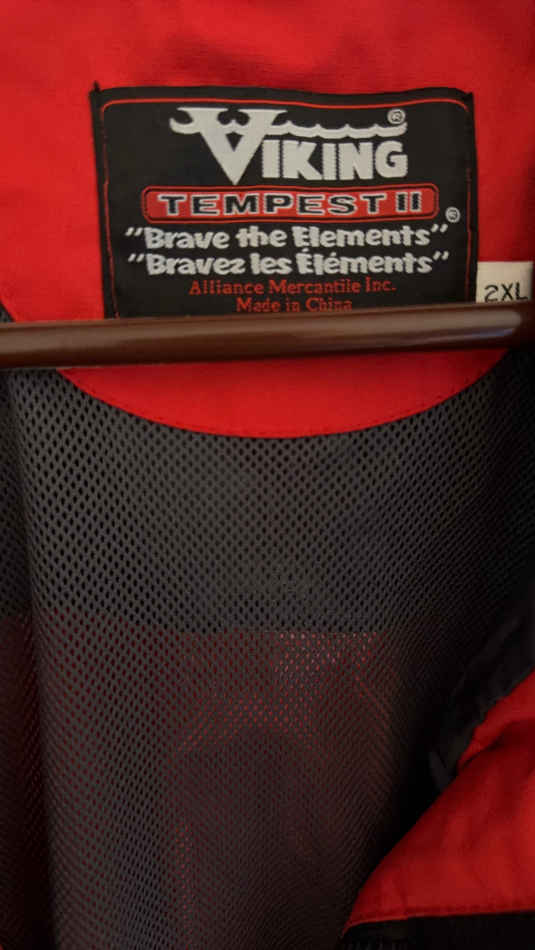 VIKING®
TEMPEST II®
"Brave the Elements"
"Bravez les Éléments"
Alliance Mercantile Inc.
Made in China
2XL